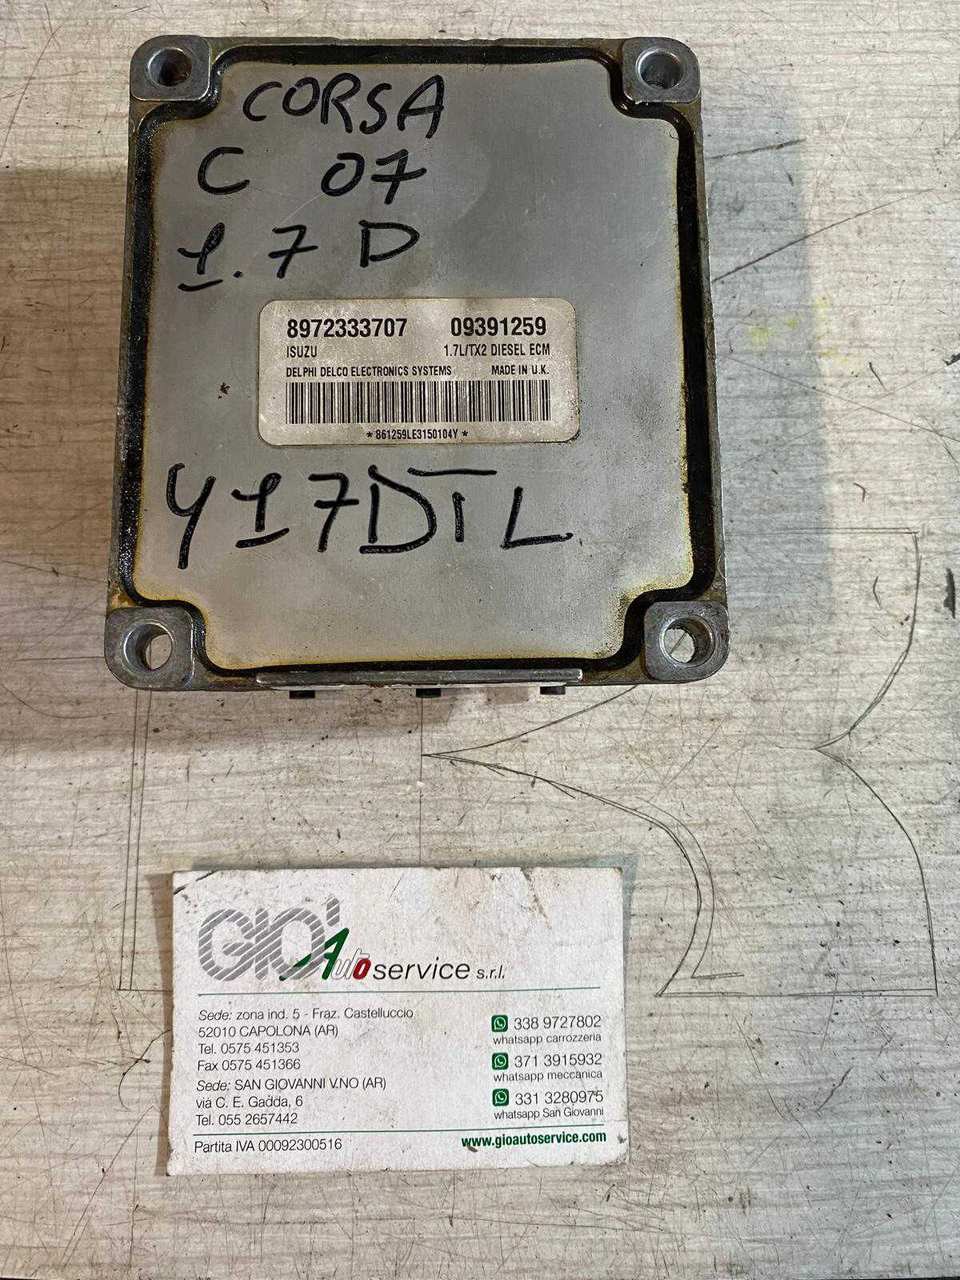 CORSA
C 07
1.7 D
8972333707 09391259
ISUZU 1.7L/TX2 DIESEL ECM
DELPHI DELCO ELECTRONICS SYSTEMS MADE IN U.K.
*861259LE3150104Y*
Y17DTL
GIO' Auto service s.r.l.
Sede: zona ind. 5 - Fraz. Castelluccio
52010 CAPOLONA (AR)
Tel. 0575 451353
Fax 0575 451366
Sede: SAN GIOVANNI V.NO (AR)
viá C. E. Gadda, 6
Tel. 055 2657442
338 9727802
whatsapp carrozzeria
371 3915932
whatsapp meccanica
331 3280975
whatsapp San Giovanni
Partita IVA 00092300516
www.gioautoservice.com